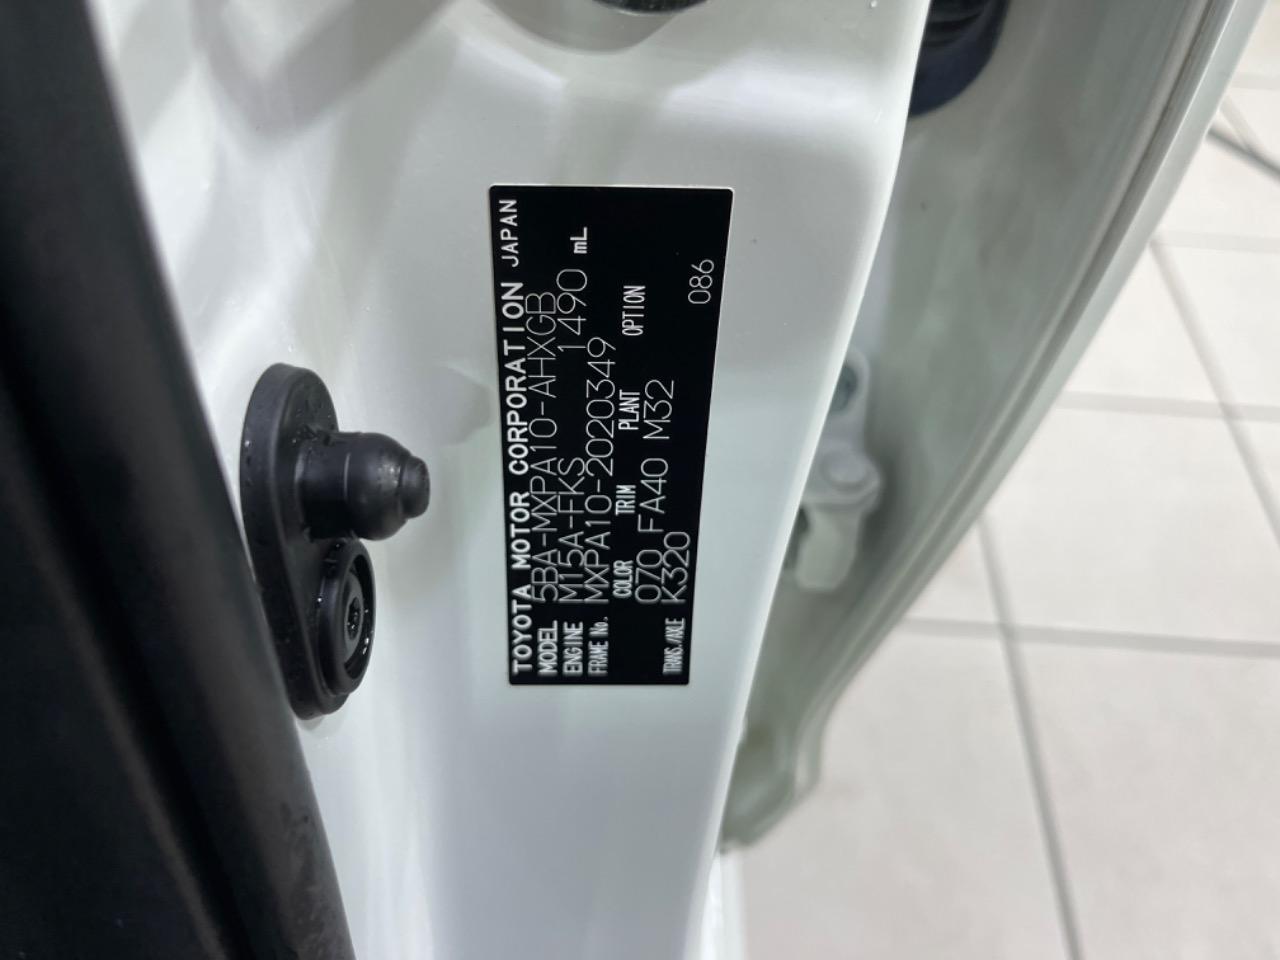 TOYOTA MOTOR CORPORATION JAPAN
MODEL 5BA-MXPA10-AHXGB
ENGINE M15A-FKS 1490 mL
FRAME No. MXPA10-2020349
COLOR TRIM PLANT OPTION
070 FA40 M32
TRANS./AXLE K320
086